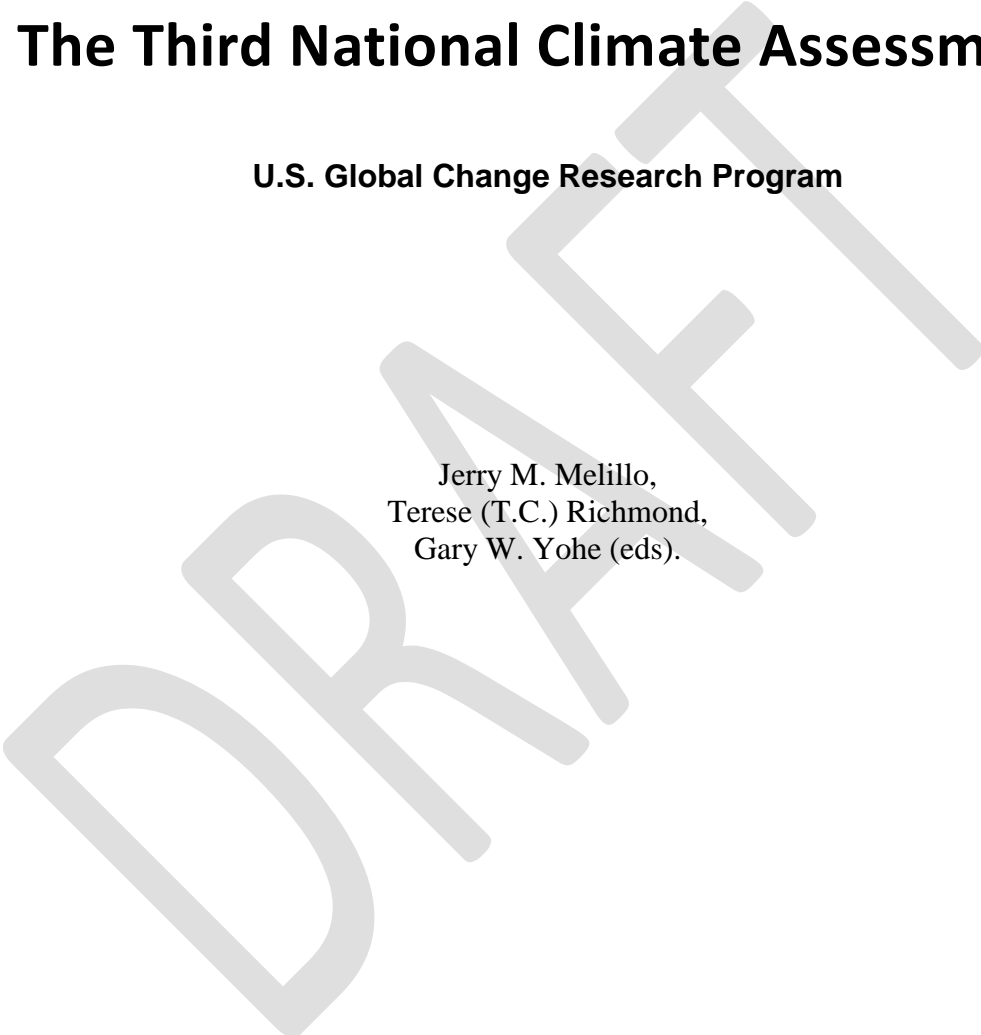 The Third National Climate Assessm
U.S. Global Change Research Program
Jerry M. Melillo,
Terese (T.C.) Richmond,
Gary W. Yohe (eds).
DRAFT